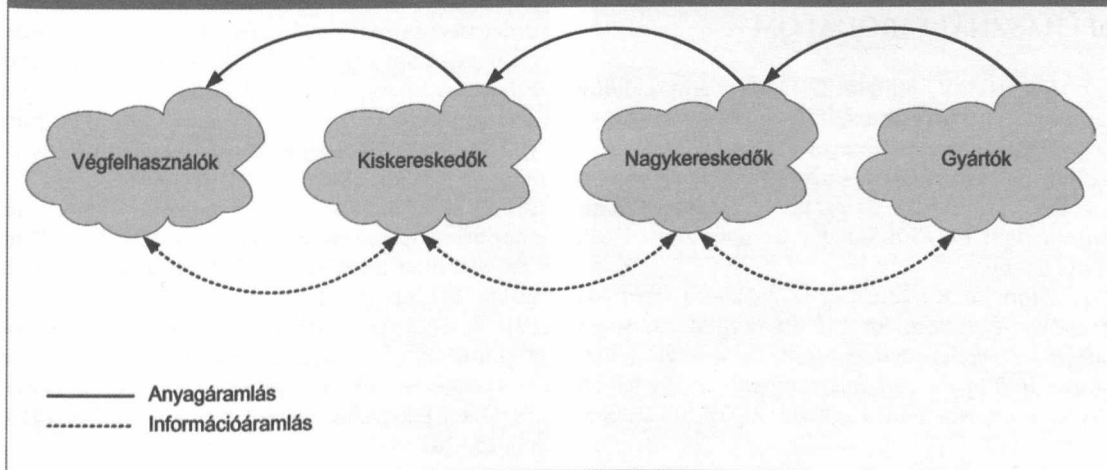 Végfelhasználók
Kiskereskedők
Nagykereskedők
Gyártók
Anyagáramlás
Információáramlás